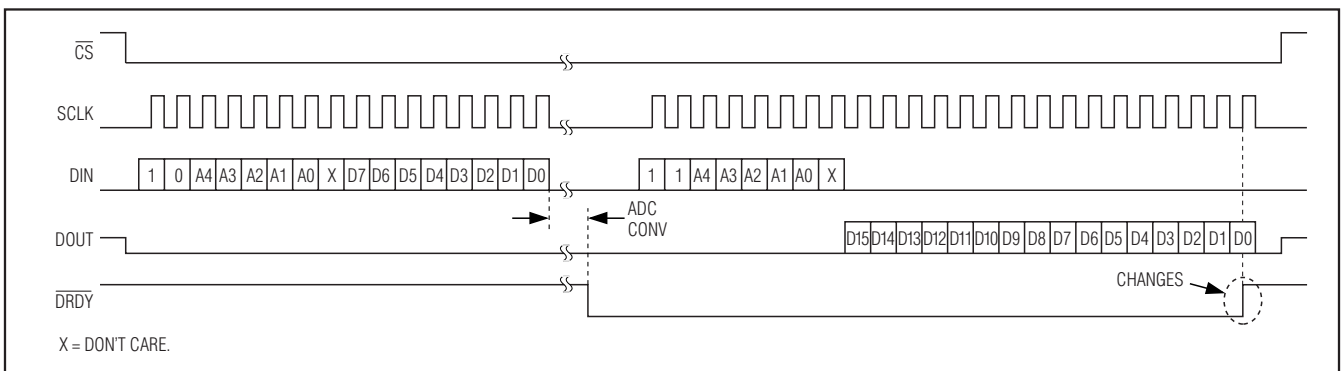 C̅S̅
SCLK
DIN 1 0 A4 A3 A2 A1 A0 X D7 D6 D5 D4 D3 D2 D1 D0 1 1 A4 A3 A2 A1 A0 X
ADC
CONV
DOUT D15 D14 D13 D12 D11 D10 D9 D8 D7 D6 D5 D4 D3 D2 D1 D0
CHANGES
D̅R̅D̅Y̅
X = DON'T CARE.